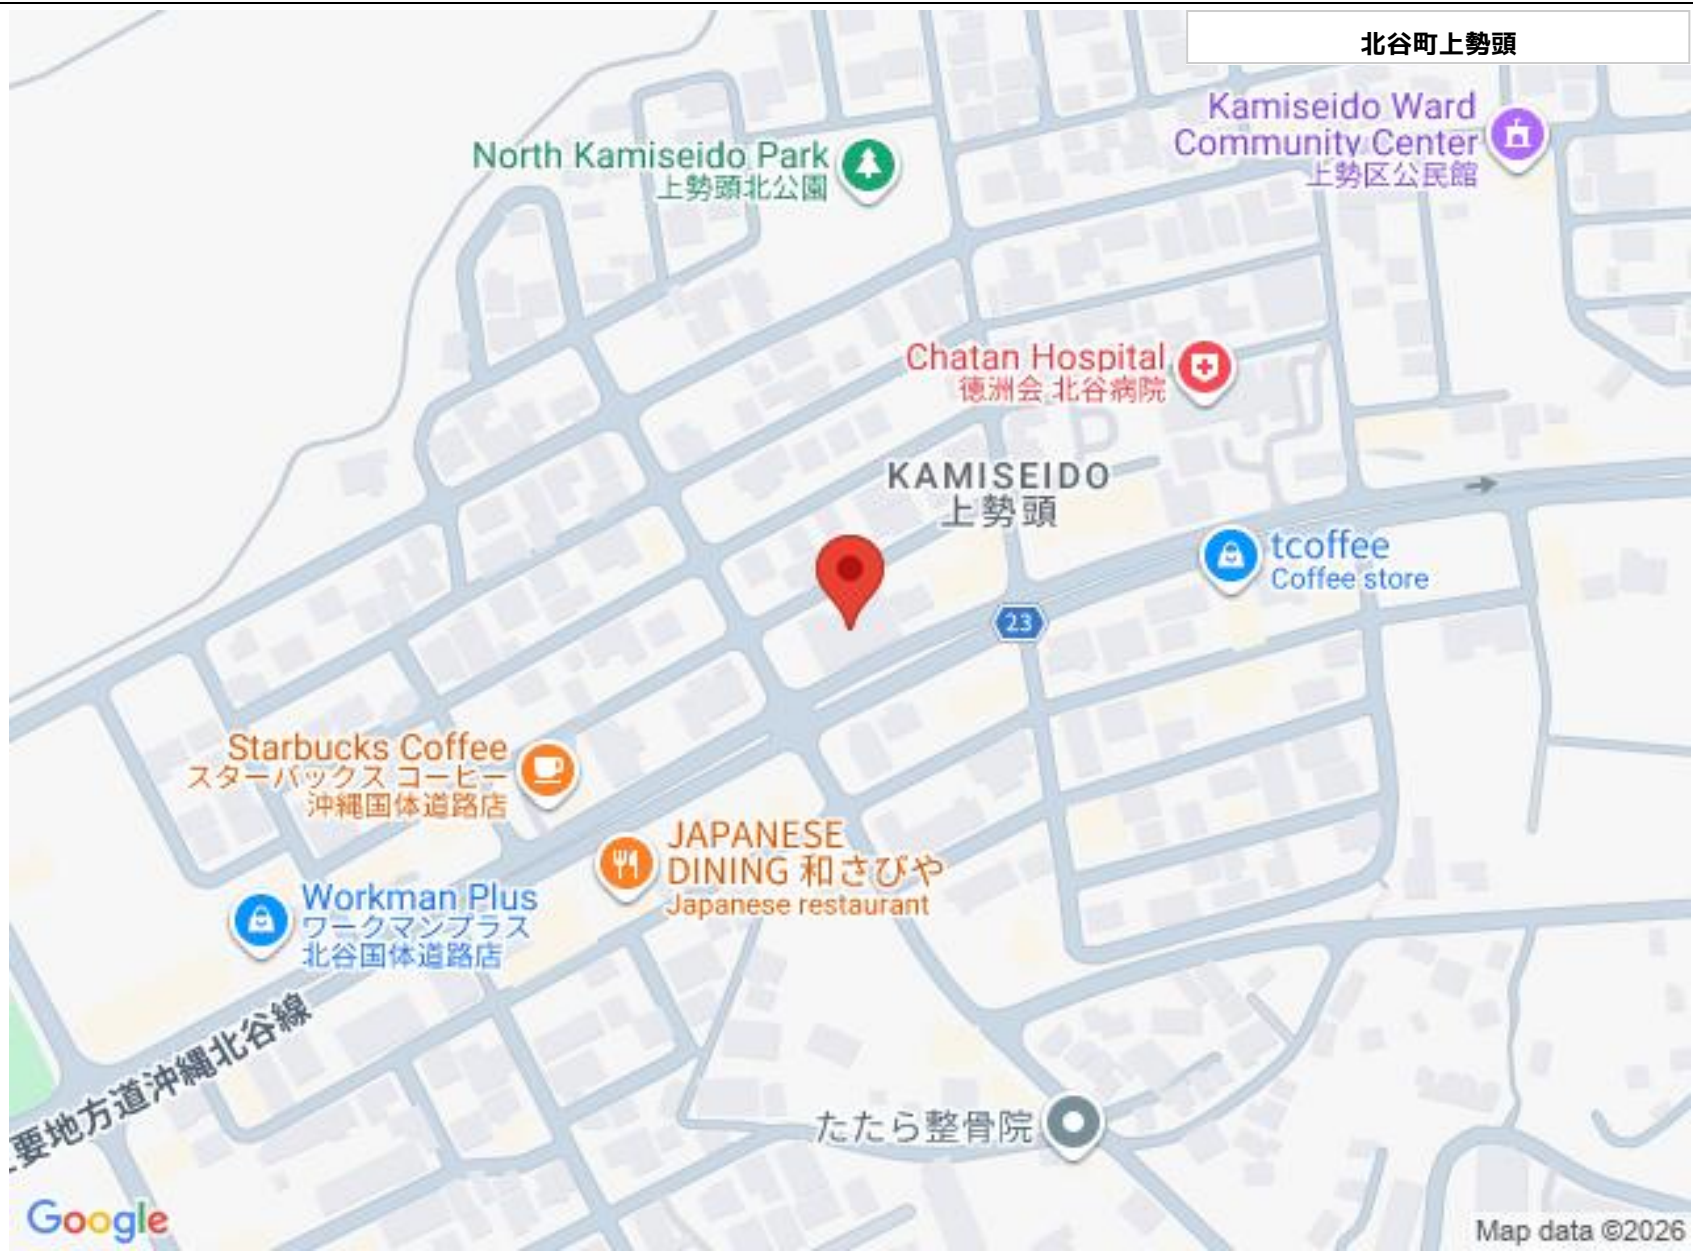 北谷町上勢頭
Kamiseido Ward
Community Center
上勢区公民館
North Kamiseido Park
上勢頭北公園
Chatan Hospital
徳洲会 北谷病院
P
KAMISEIDO
上勢頭
tcoffee
Coffee store
23
Starbucks Coffee
スターバックス コーヒー
沖縄国体道路店
JAPANESE
DINING 和さびや
Japanese restaurant
Workman Plus
ワークマンプラス
北谷国体道路店
要地方道沖縄北谷線
たたら整骨院
Google
Map data ©2026